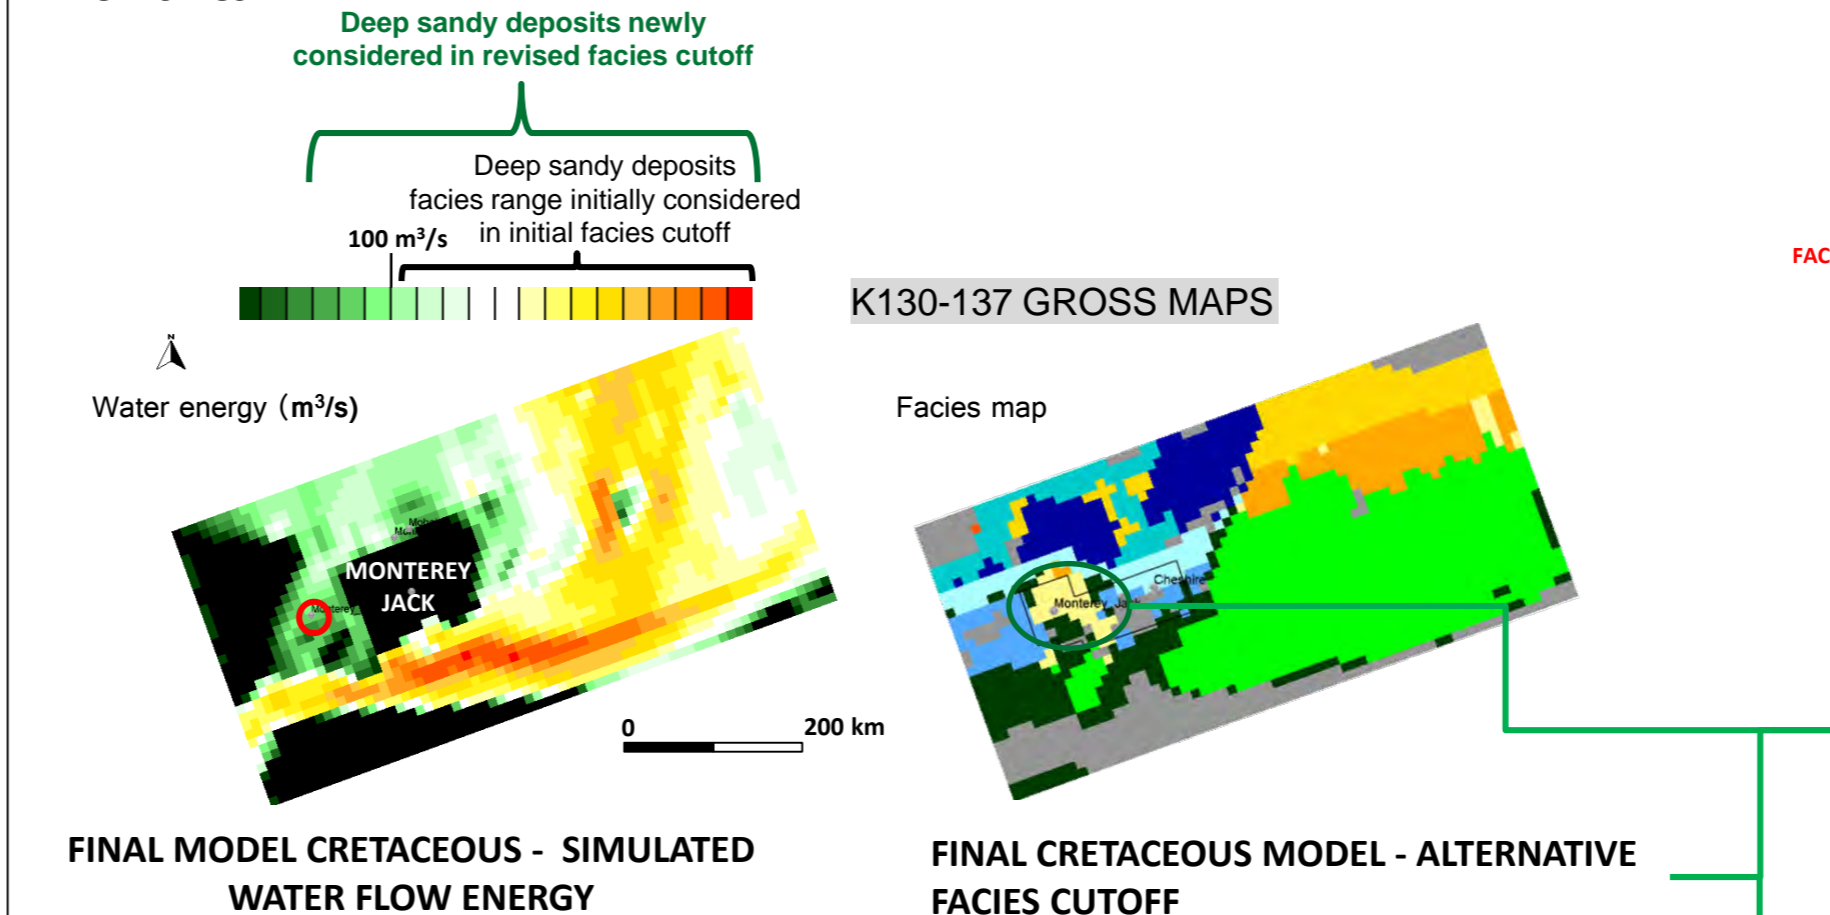 Deep sandy deposits newly
considered in revised facies cutoff
Deep sandy deposits
facies range initially considered
in initial facies cutoff
100 m³/s
FAC
K130-137 GROSS MAPS
N
Water energy (m³/s)
Facies map
MONTEREY
JACK
Monterey
Cheshire
Monterey Jack
0
200 km
FINAL MODEL CRETACEOUS - SIMULATED
WATER FLOW ENERGY
FINAL CRETACEOUS MODEL - ALTERNATIVE
FACIES CUTOFF